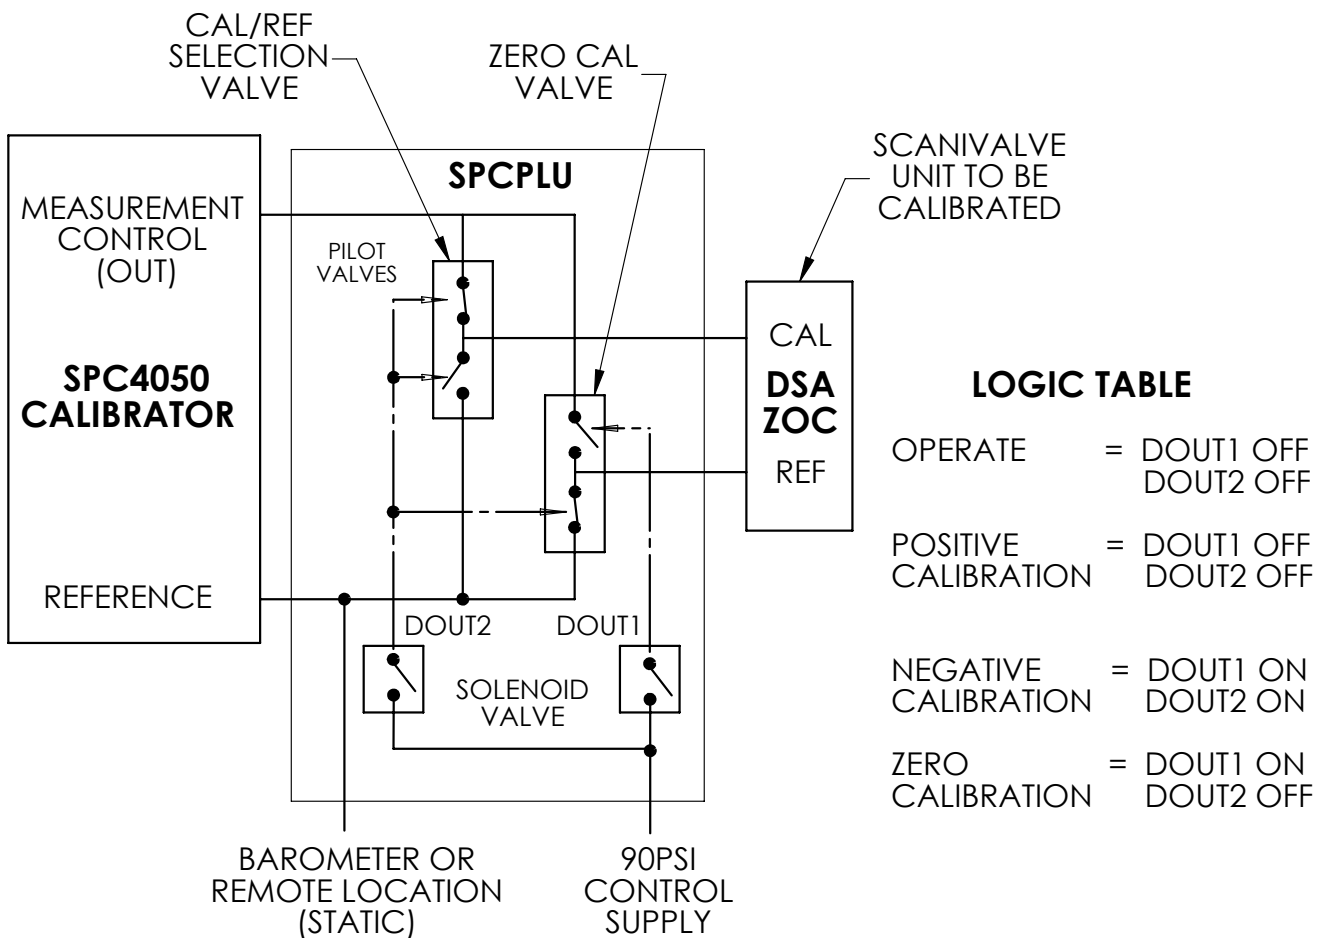 CAL/REF
SELECTION
VALVE
ZERO CAL
VALVE
SCANIVALVE
UNIT TO BE
CALIBRATED
SPCPLU
MEASUREMENT
CONTROL
(OUT)
PILOT
VALVES
SPC4050
CALIBRATOR
REFERENCE
CAL
DSA
ZOC
REF
DOUT2
DOUT1
SOLENOID
VALVE
BAROMETER OR
REMOTE LOCATION
(STATIC)
90PSI
CONTROL
SUPPLY
LOGIC TABLE
OPERATE = DOUT1 OFF
DOUT2 OFF
POSITIVE = DOUT1 OFF
CALIBRATION DOUT2 OFF
NEGATIVE = DOUT1 ON
CALIBRATION DOUT2 ON
ZERO = DOUT1 ON
CALIBRATION DOUT2 OFF